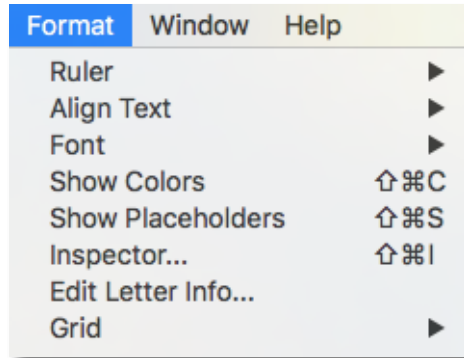 Format Window Help
Ruler ▶
Align Text ▶
Font ▶
Show Colors ⇧⌘C
Show Placeholders ⇧⌘S
Inspector... ⇧⌘I
Edit Letter Info...
Grid ▶